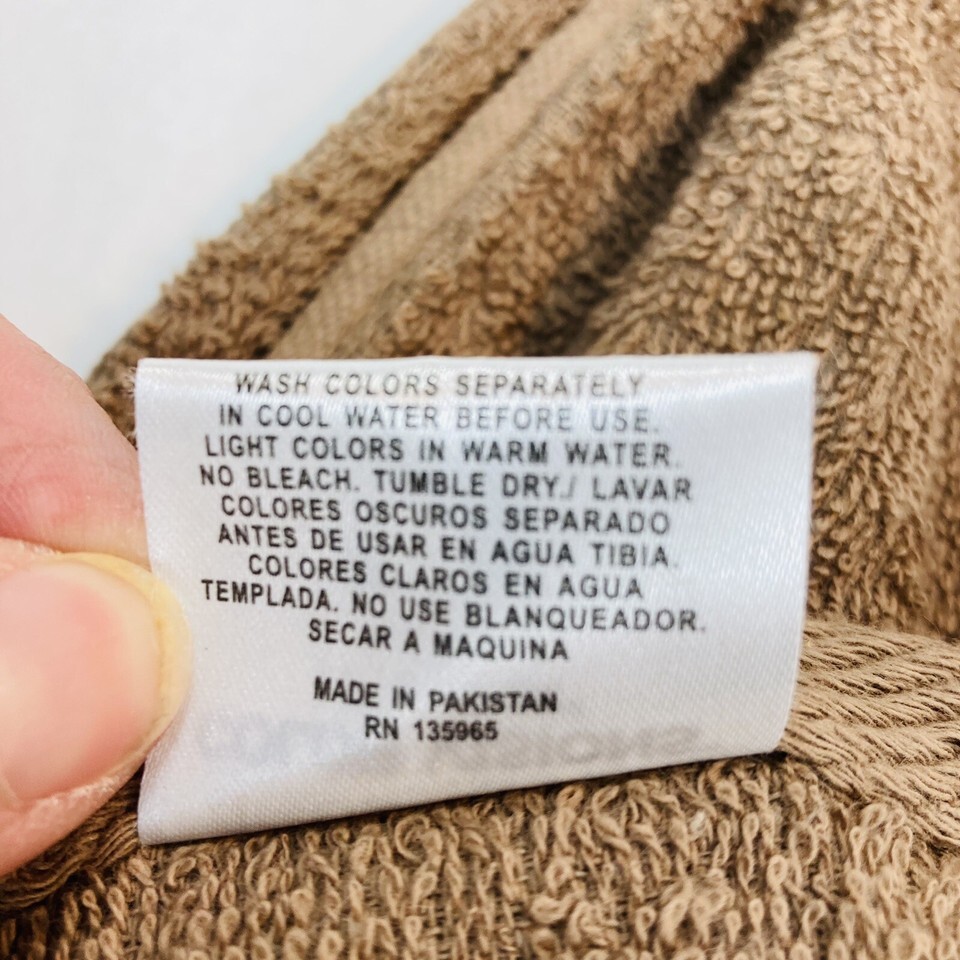 WASH COLORS SEPARATELY
IN COOL WATER BEFORE USE.
LIGHT COLORS IN WARM WATER.
NO BLEACH. TUMBLE DRY./ LAVAR
COLORES OSCUROS SEPARADO
ANTES DE USAR EN AGUA TIBIA.
COLORES CLAROS EN AGUA
TEMPLADA. NO USE BLANQUEADOR.
SECAR A MAQUINA
MADE IN PAKISTAN
RN 135965